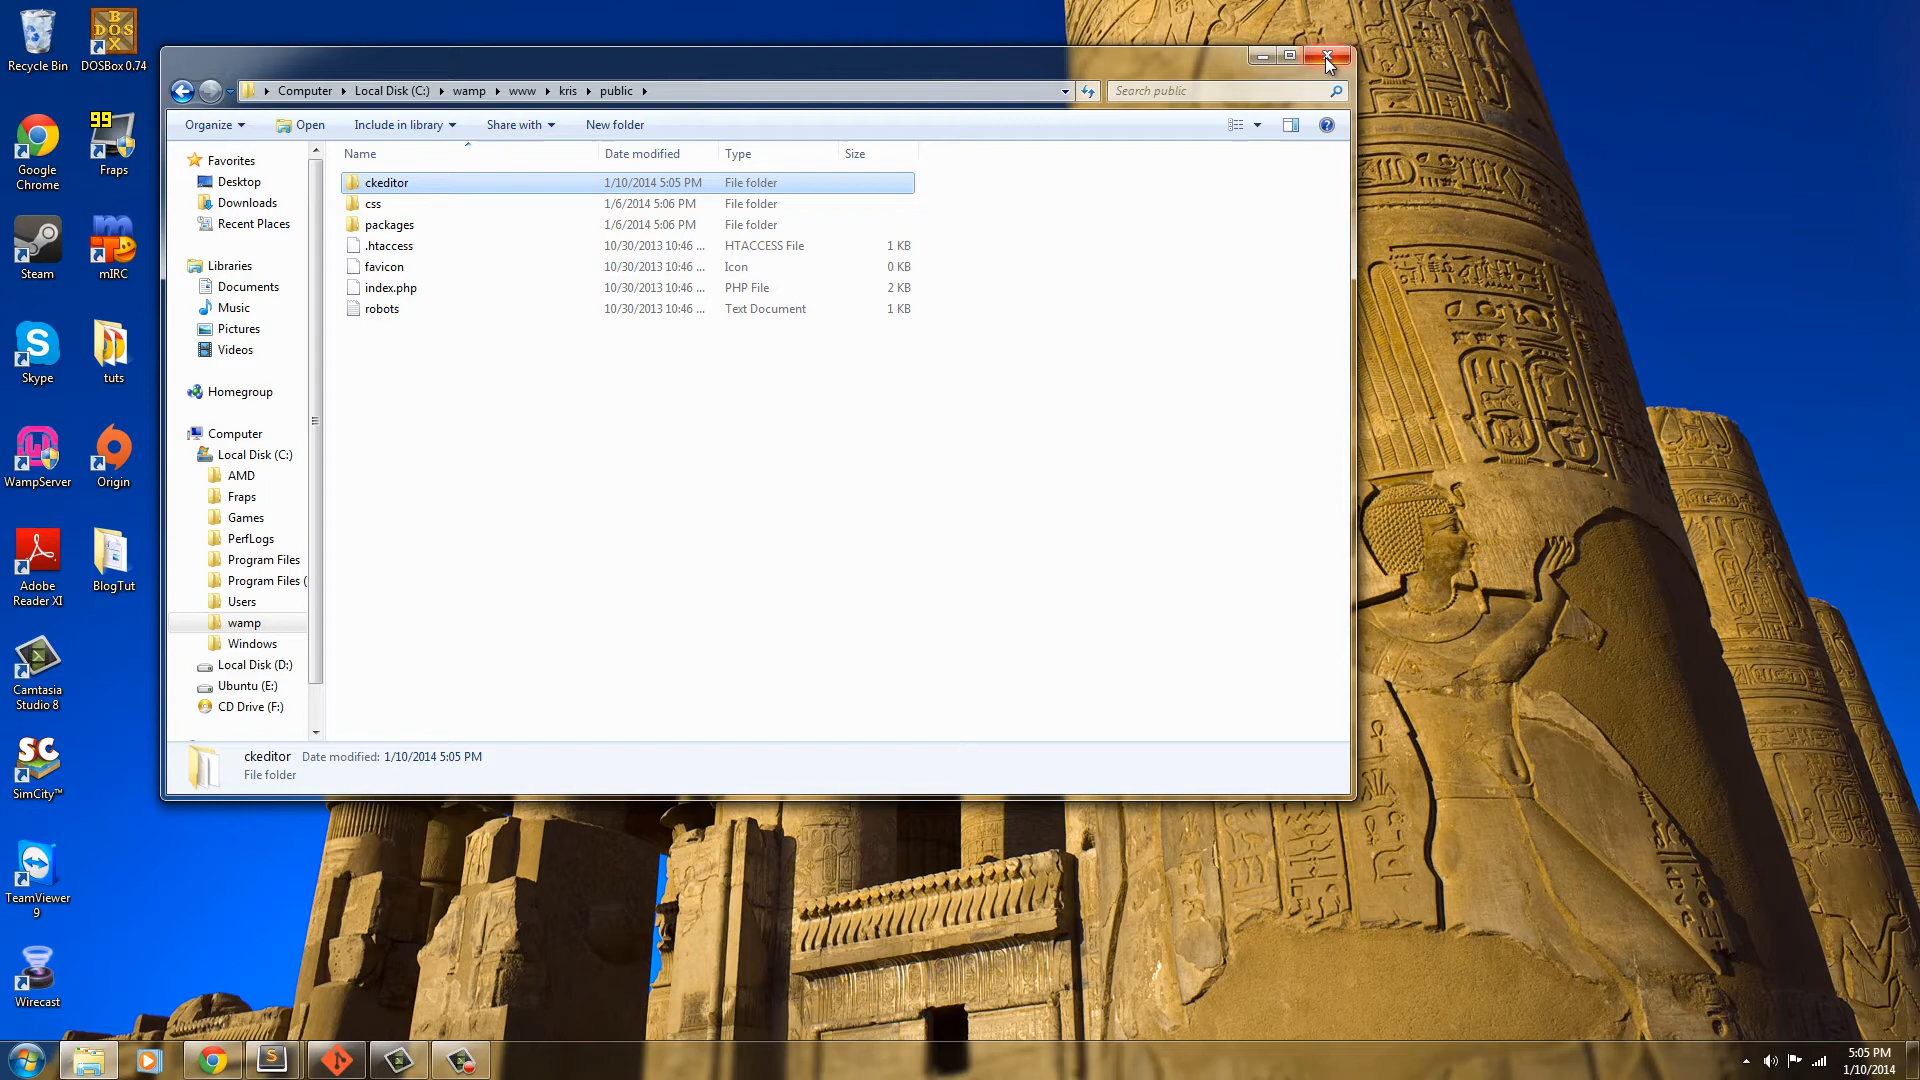 Recycle Bin
DOSBox 0.74
Google Chrome
99
Fraps
Steam
mIRC
Skype
tuts
WampServer
Origin
Adobe Reader XI
BlogTut
Camtasia Studio 8
SimCity™
TeamViewer 9
Wirecast
Computer Local Disk (C:) wamp www kris public
Search public
Organize Open Include in library Share with New folder
Name Date modified Type Size
ckeditor 1/10/2014 5:05 PM File folder
css 1/6/2014 5:06 PM File folder
packages 1/6/2014 5:06 PM File folder
.htaccess 10/30/2013 10:46 ... HTACCESS File 1 KB
favicon 10/30/2013 10:46 ... Icon 0 KB
index.php 10/30/2013 10:46 ... PHP File 2 KB
robots 10/30/2013 10:46 ... Text Document 1 KB
Favorites
Desktop
Downloads
Recent Places
Libraries
Documents
Music
Pictures
Videos
Homegroup
Computer
Local Disk (C:)
AMD
Fraps
Games
PerfLogs
Program Files
Program Files (
Users
wamp
Windows
Local Disk (D:)
Ubuntu (E:)
CD Drive (F:)
ckeditor Date modified: 1/10/2014 5:05 PM
File folder
5:05 PM
1/10/2014